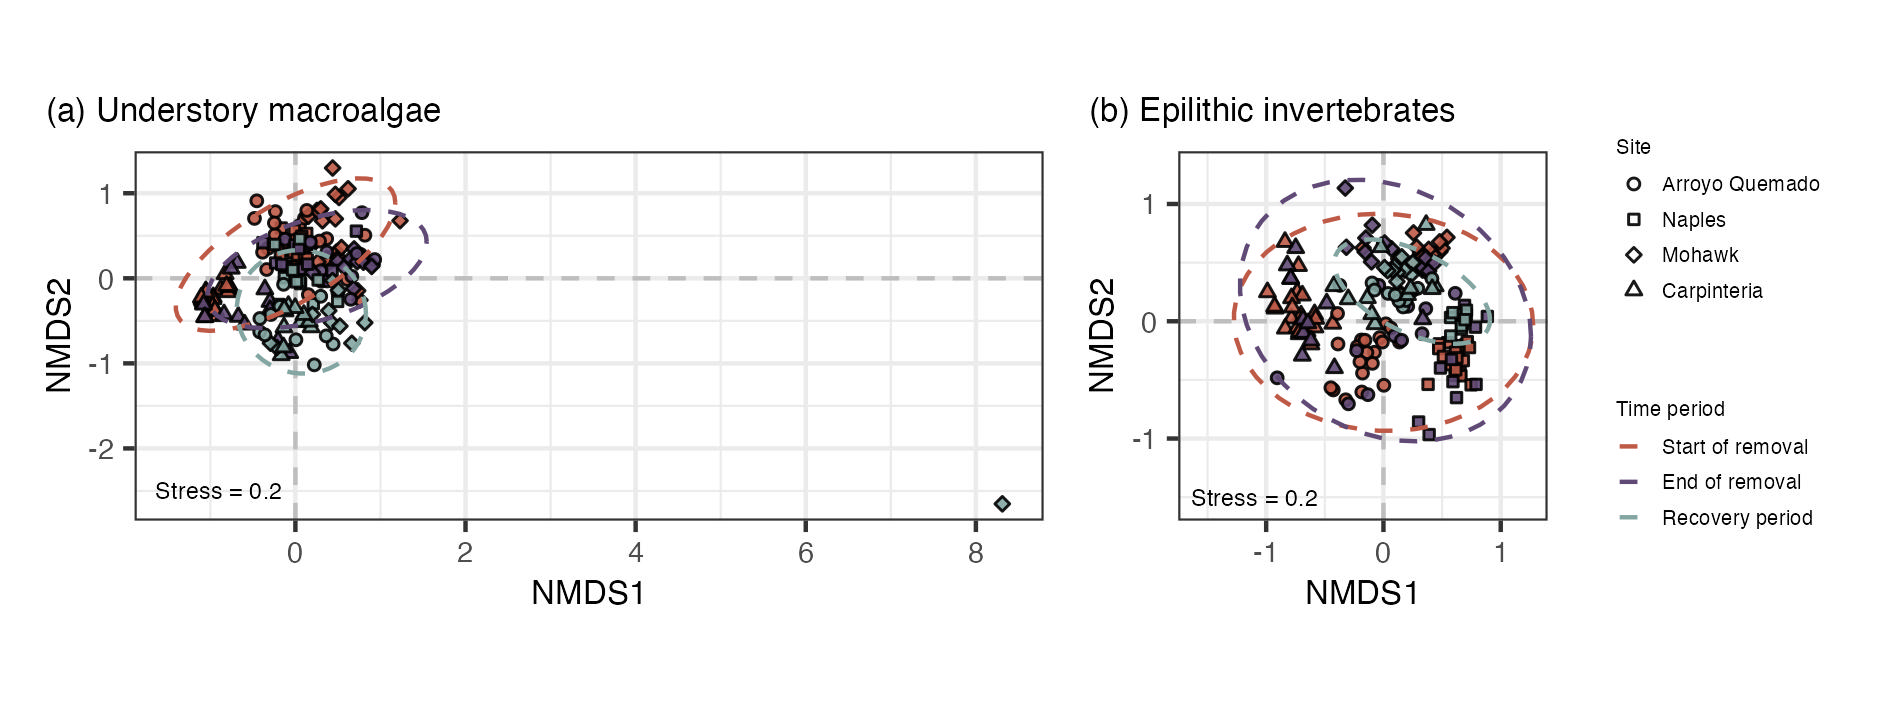 (a) Understory macroalgae
1
0
-1
-2
NMDS2
Stress = 0.2
0 2 4 6 8
NMDS1
(b) Epilithic invertebrates
1
0
-1
NMDS2
Stress = 0.2
-1 0 1
NMDS1
Site
Arroyo Quemado
Naples
Mohawk
Carpinteria
Time period
Start of removal
End of removal
Recovery period